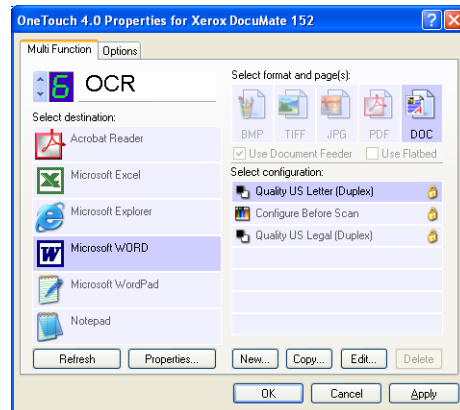 OneTouch 4.0 Properties for Xerox DocuMate 152
Multi Function
Options
6
OCR
Select destination:
Acrobat Reader
Microsoft Excel
Microsoft Explorer
Microsoft WORD
Microsoft WordPad
Notepad
Refresh
Properties...
Select format and page(s):
BMP TIFF JPG PDF DOC
Use Document Feeder
Use Flatbed
Select configuration:
Quality US Letter (Duplex)
Configure Before Scan
Quality US Legal (Duplex)
New...
Copy...
Edit...
Delete
OK
Cancel
Apply